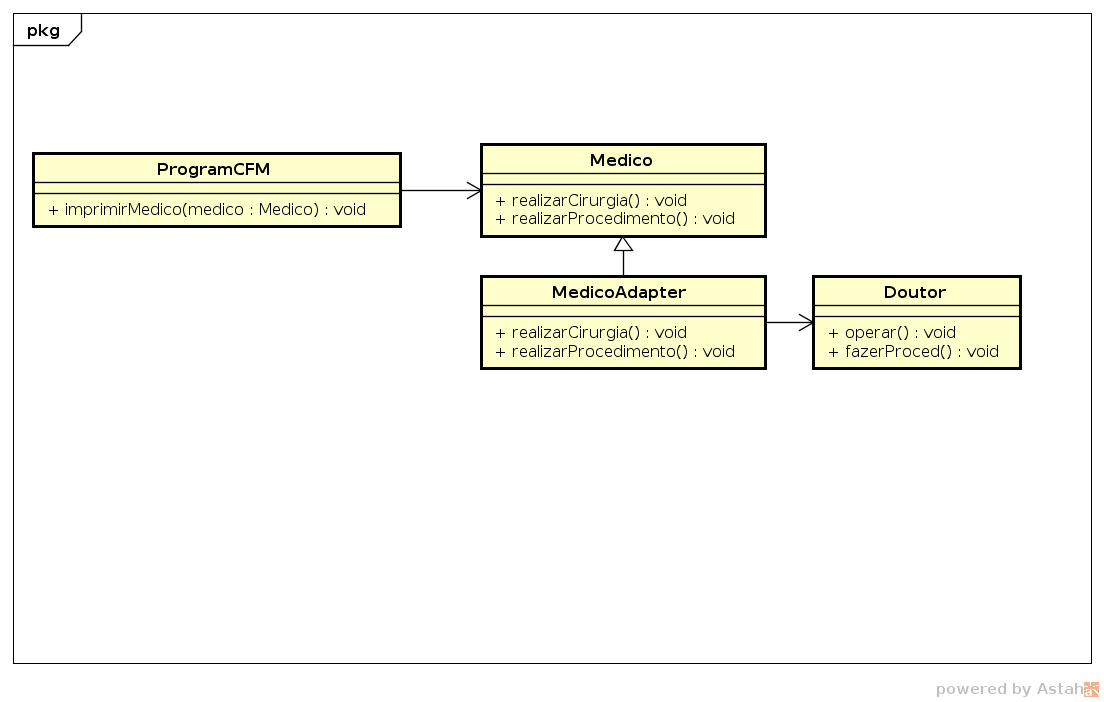 pkg
ProgramCFM
+ imprimirMedico(medico : Medico) : void
Medico
+ realizarCirurgia() : void
+ realizarProcedimento() : void
MedicoAdapter
+ realizarCirurgia() : void
+ realizarProcedimento() : void
Doutor
+ operar() : void
+ fazerProced() : void
powered by Astah